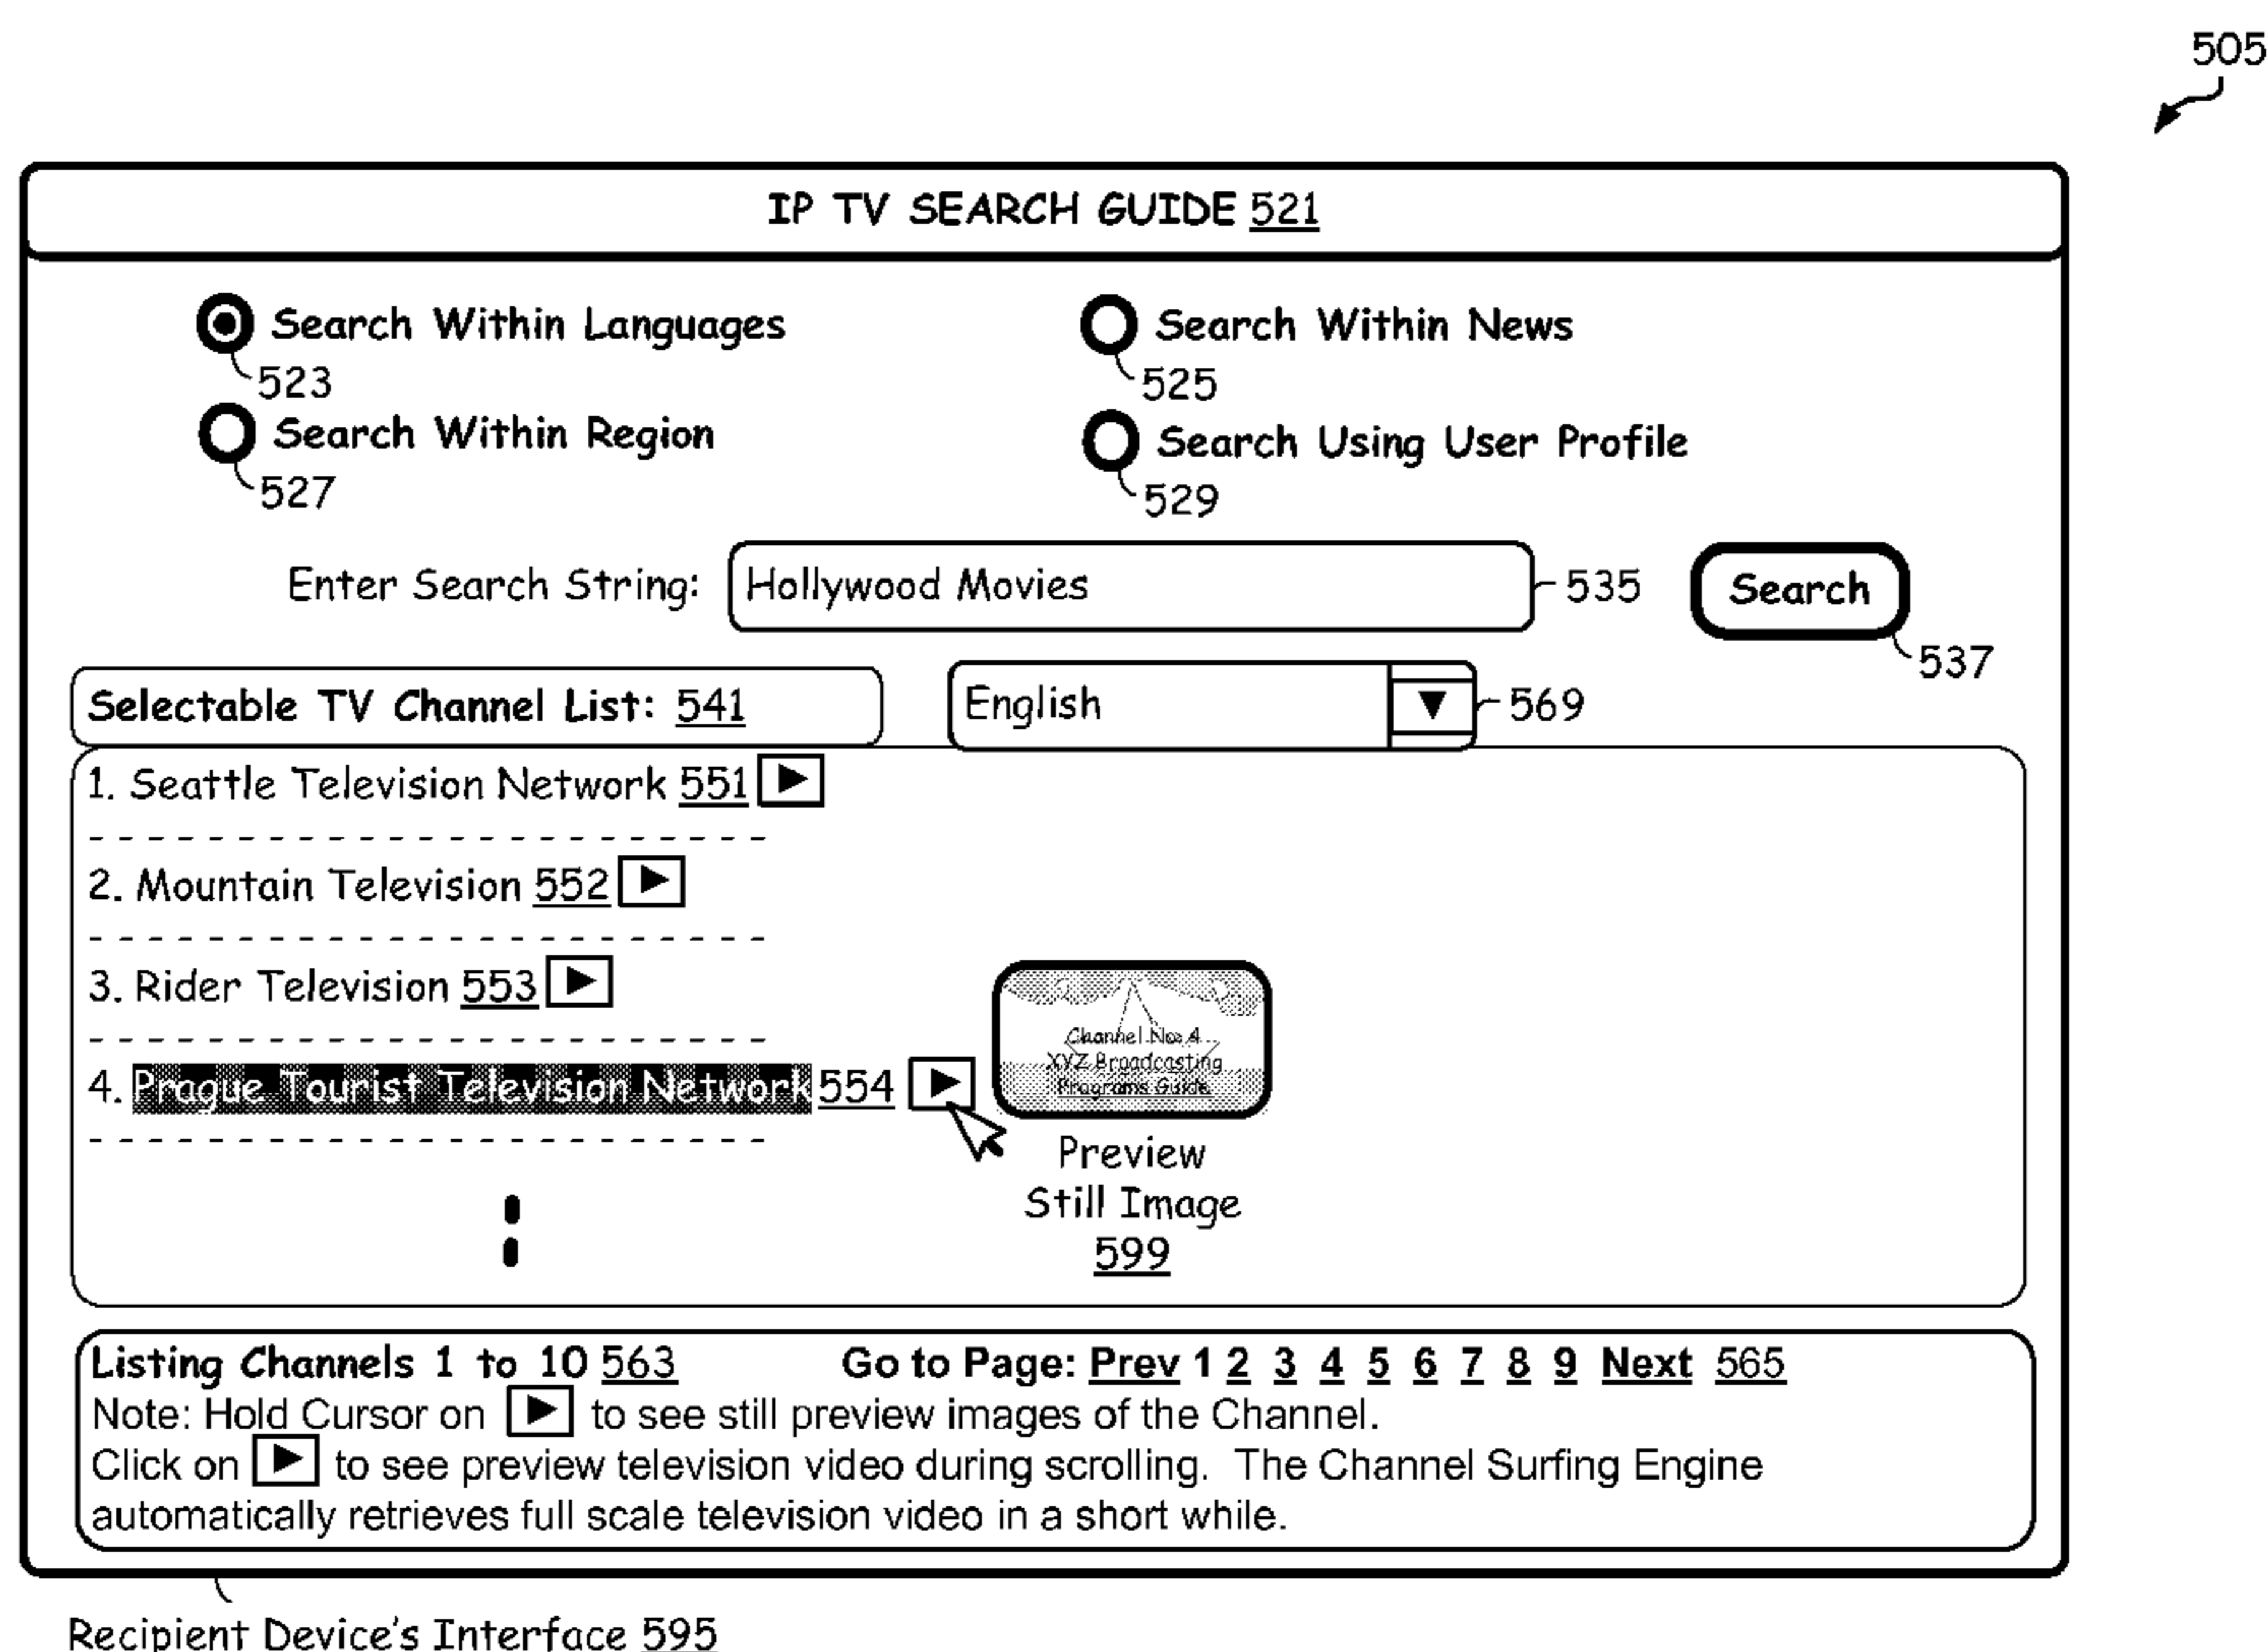 505
IP TV SEARCH GUIDE 521
Search Within Languages
523
Search Within News
525
Search Within Region
527
Search Using User Profile
529
Enter Search String: Hollywood Movies 535 Search
537
Selectable TV Channel List: 541 English ▼ 569
1. Seattle Television Network 551
2. Mountain Television 552
3. Rider Television 553
4. Prague Tourist Television Network 554
Channel No: 4
XYZ Broadcasting
Programs Guide
Preview
Still Image
599
Listing Channels 1 to 10 563 Go to Page: Prev 1 2 3 4 5 6 7 8 9 Next 565
Note: Hold Cursor on ▶ to see still preview images of the Channel.
Click on ▶ to see preview television video during scrolling. The Channel Surfing Engine
automatically retrieves full scale television video in a short while.
Recipient Device's Interface 595